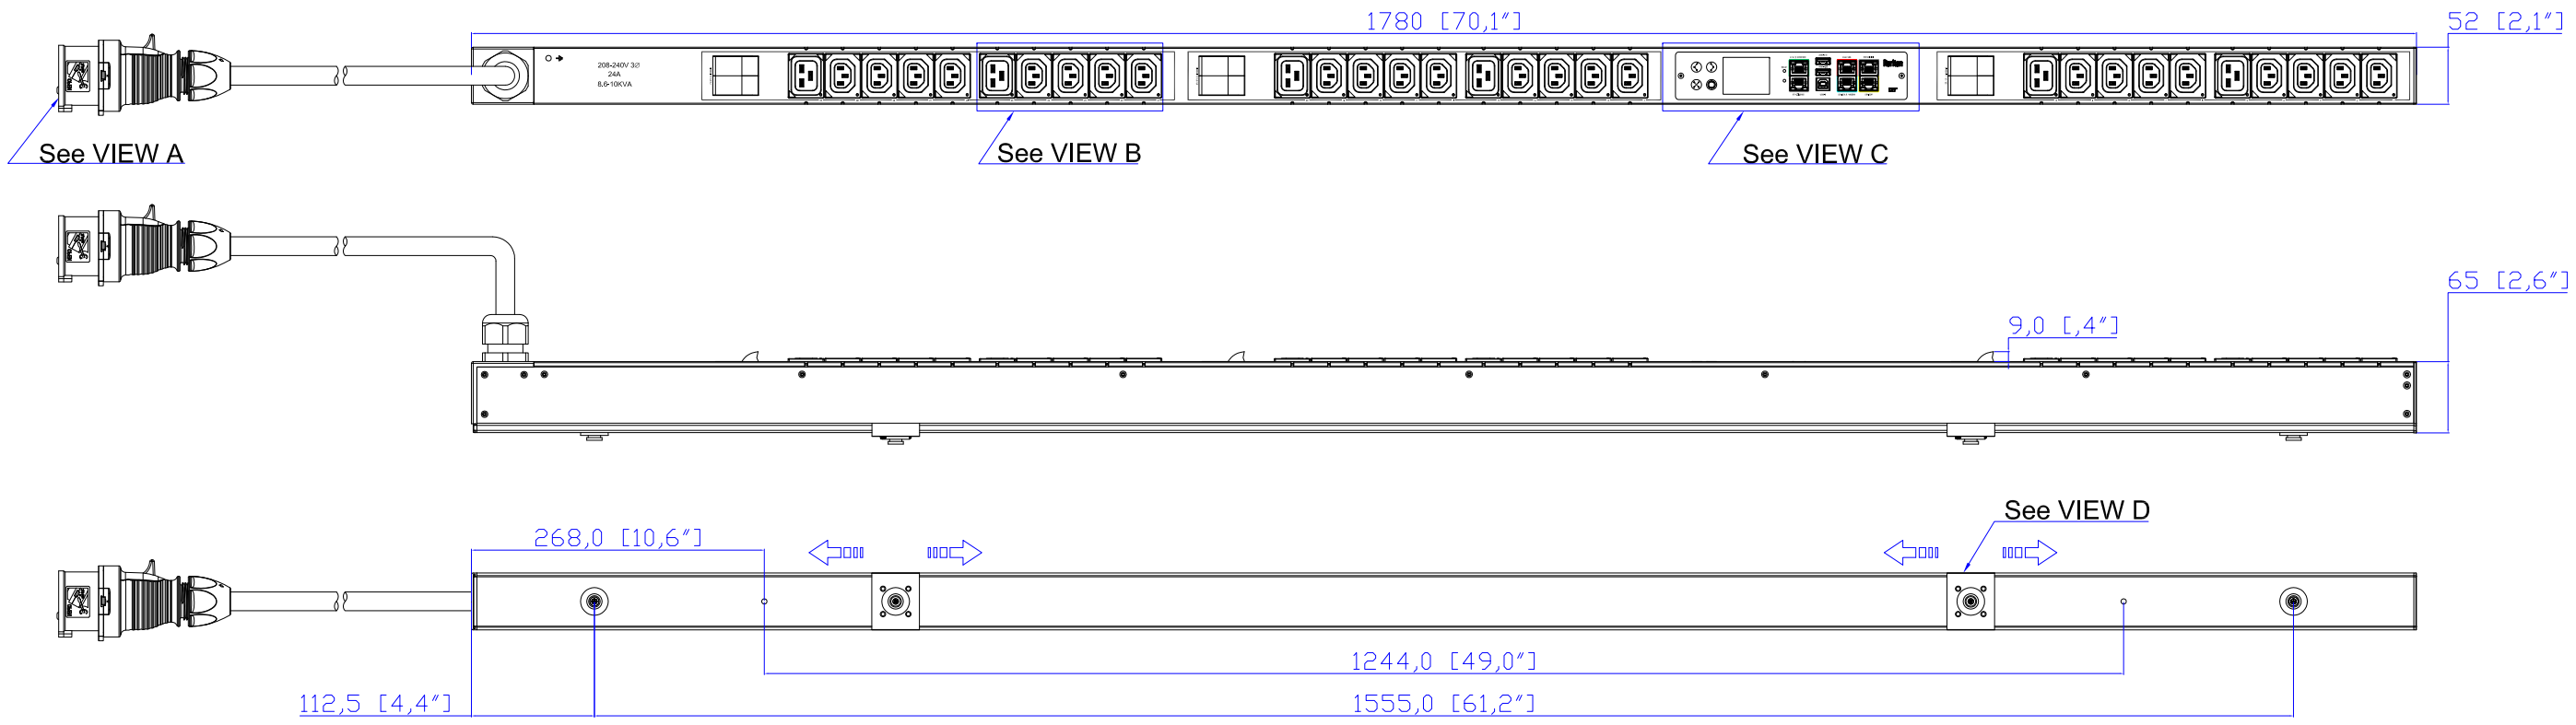 1780 [70,1"]
52 [2,1"]
208-240V 3Ø
24A
8.6-10KVA
See VIEW A
See VIEW B
See VIEW C
65 [2,6"]
9,0 [,4"]
See VIEW D
268,0 [10,6"]
1244,0 [49,0"]
112,5 [4,4"]
1555,0 [61,2"]